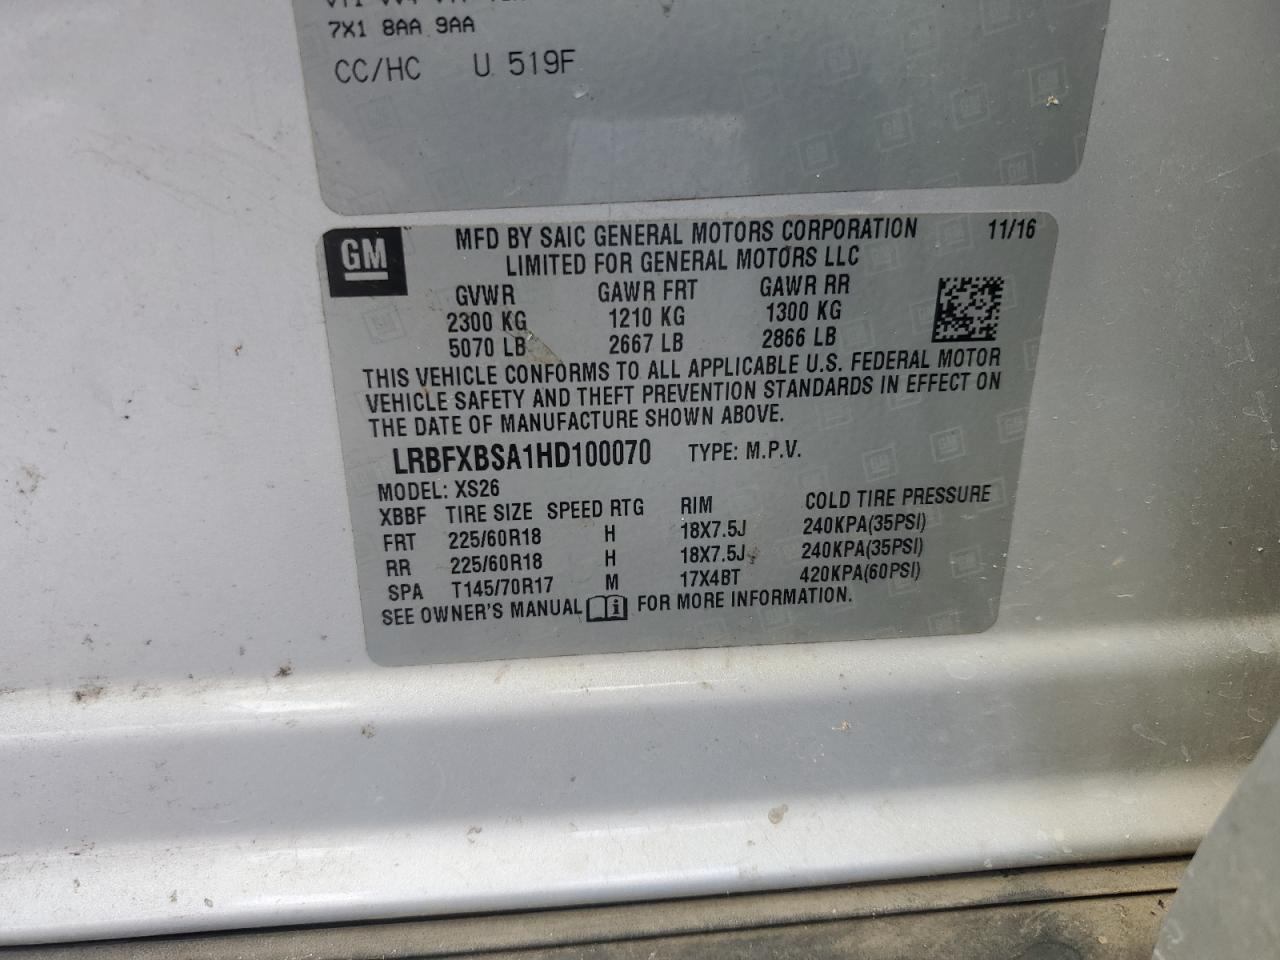 7X1 8AA 9AA
CC/HC U 519F
GM
MFD BY SAIC GENERAL MOTORS CORPORATION 11/16
LIMITED FOR GENERAL MOTORS LLC
GVWR GAWR FRT GAWR RR
2300 KG 1210 KG 1300 KG
5070 LB 2667 LB 2866 LB
THIS VEHICLE CONFORMS TO ALL APPLICABLE U.S. FEDERAL MOTOR
VEHICLE SAFETY AND THEFT PREVENTION STANDARDS IN EFFECT ON
THE DATE OF MANUFACTURE SHOWN ABOVE.
LRBFXBSA1HD100070 TYPE: M.P.V.
MODEL: XS26
XBBF TIRE SIZE SPEED RTG RIM COLD TIRE PRESSURE
FRT 225/60R18 H 18X7.5J 240KPA(35PSI)
RR 225/60R18 H 18X7.5J 240KPA(35PSI)
SPA T145/70R17 M 17X4BT 420KPA(60PSI)
SEE OWNER'S MANUAL FOR MORE INFORMATION.